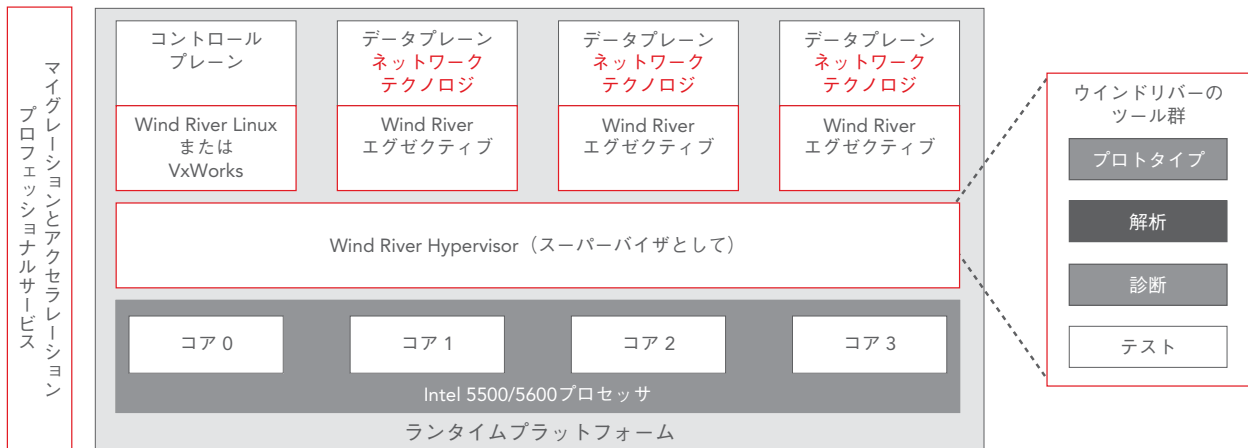 マイグレーションとアクセラレーション
プロフェッショナルサービス
コントロール
プレーン
Wind River Linux
または
VxWorks
データプレーン
ネットワーク
テクノロジ
Wind River
エグゼクティブ
データプレーン
ネットワーク
テクノロジ
Wind River
エグゼクティブ
データプレーン
ネットワーク
テクノロジ
Wind River
エグゼクティブ
Wind River Hypervisor（スーパーバイザとして）
コア 0
コア 1
コア 2
コア 3
Intel 5500/5600プロセッサ
ランタイムプラットフォーム
ウインドリバーの
ツール群
プロトタイプ
解析
診断
テスト